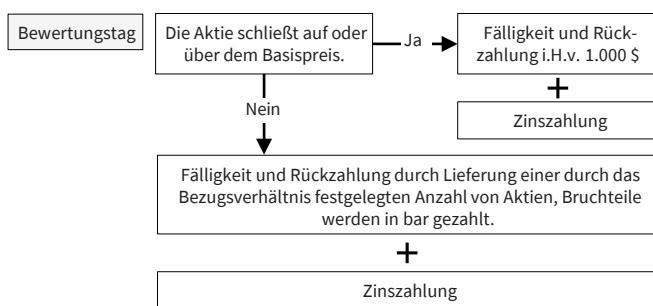 Bewertungstag
Die Aktie schließt auf oder
über dem Basispreis.
Ja
Fälligkeit und Rück-
zahlung i.H.v. 1.000 $
+
Zinszahlung
Nein
Fälligkeit und Rückzahlung durch Lieferung einer durch das
Bezugsverhältnis festgelegten Anzahl von Aktien, Bruchteile
werden in bar gezahlt.
+
Zinszahlung